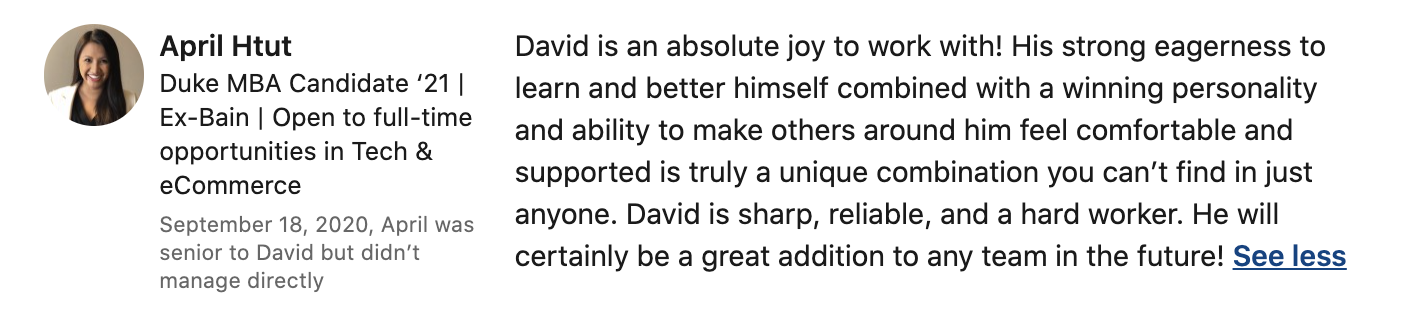 April Htut
Duke MBA Candidate ‘21 |
Ex-Bain | Open to full-time
opportunities in Tech &
eCommerce
September 18, 2020, April was
senior to David but didn’t
manage directly
David is an absolute joy to work with! His strong eagerness to
learn and better himself combined with a winning personality
and ability to make others around him feel comfortable and
supported is truly a unique combination you can’t find in just
anyone. David is sharp, reliable, and a hard worker. He will
certainly be a great addition to any team in the future! See less